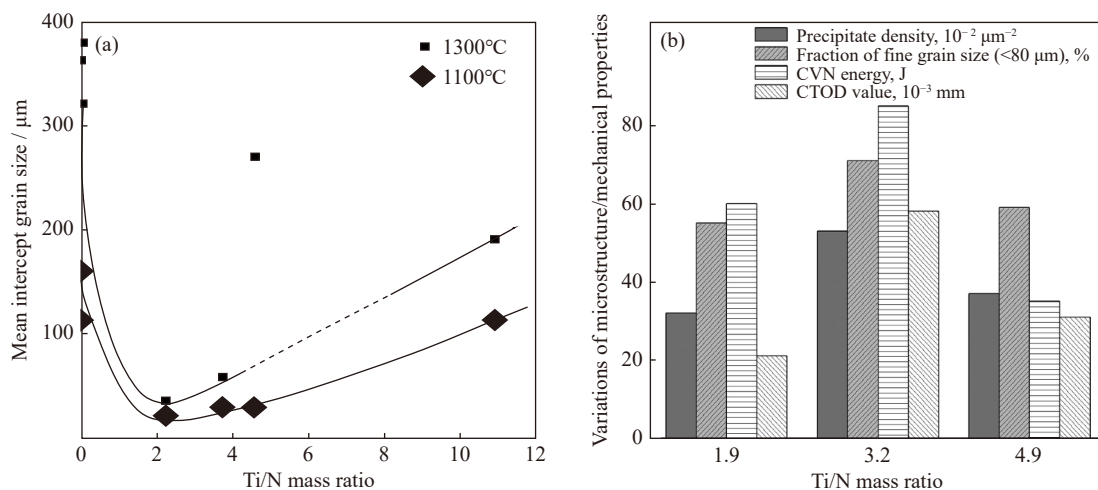 (a)
1300°C
1100°C
400
300
200
100
0
0
2
4
6
8
10
12
Mean intercept grain size / μm
Ti/N mass ratio
(b)
Precipitate density, 10⁻² μm⁻²
Fraction of fine grain size (<80 μm), %
CVN energy, J
CTOD value, 10⁻³ mm
80
60
40
20
0
1.9
3.2
4.9
Variations of microstructure/mechanical properties
Ti/N mass ratio